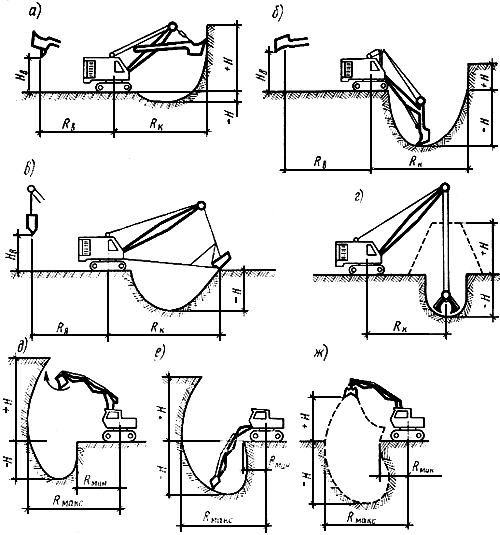 а)
Hв
Rв
Rк
+H
-H
б)
Hв
Rв
Rк
+H
-H
в)
Hв
Rв
Rк
-H
г)
Rк
+H
-H
д)
+H
-H
Rмин
Rмакс
е)
+H
-H
Rмин
Rмакс
ж)
+H
-H
Rмин
Rмакс